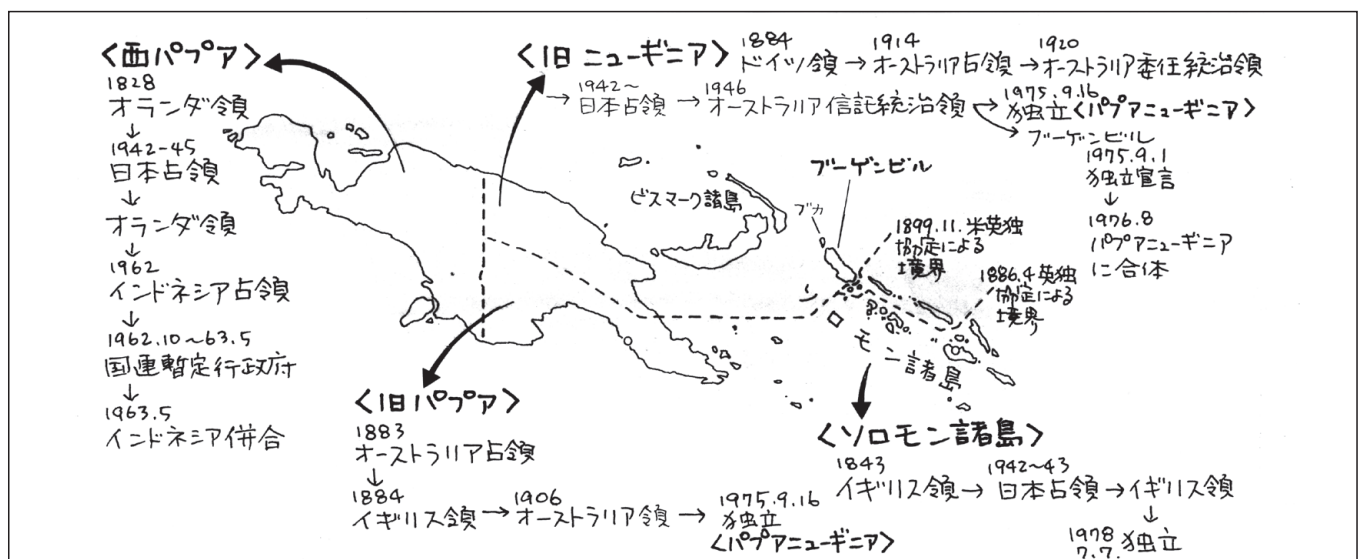 ＜西パプア＞
1828
オランダ領
↓
1942-45
日本占領
↓
オランダ領
↓
1962
インドネシア占領
↓
1962.10～63.5
国連暫定行政府
↓
1963.5
インドネシア併合
＜旧ニューギニア＞
1884 1914 1920
ドイツ領→オーストラリア占領→オーストラリア委任統治領
1942～ 1946 1975.9.16
→日本占領→オーストラリア信託統治領→独立＜パプアニューギニア＞
ブーゲンビル
1975.9.1
独立宣言
↓
1976.8
パプアニューギニア
に合体
ビスマーク諸島
ブカ
ブーゲンビル
1899.11.米英独
協定による
境界
1886.4英独
協定による
境界
ソロモン諸島
＜旧パプア＞
1883
オーストラリア占領
↓
1884 1906 1975.9.16
イギリス領→オーストラリア領→独立
＜パプアニューギニア＞
＜ソロモン諸島＞
1843 1942～43
イギリス領→日本占領→イギリス領
↓
1978 独立
7.7.